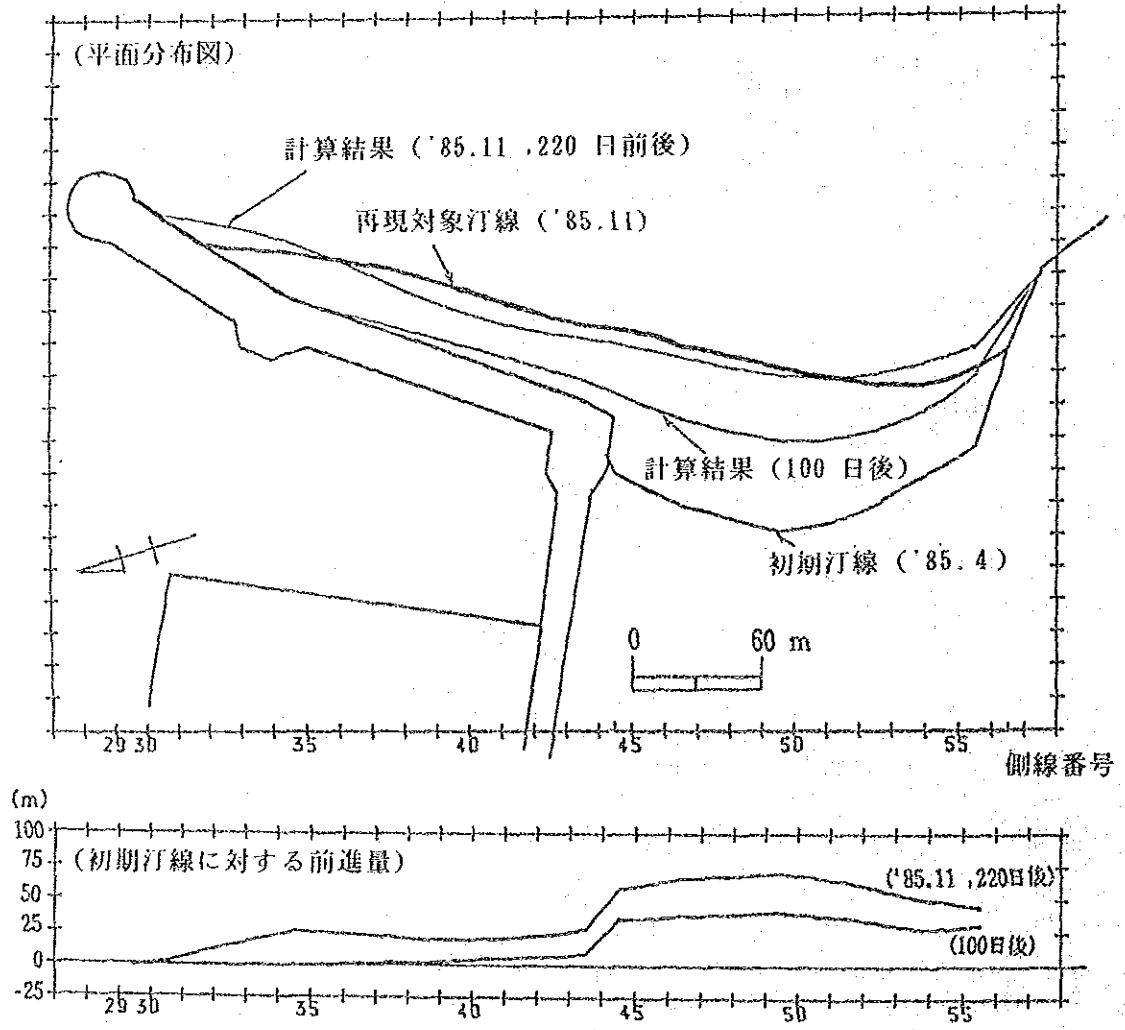 (平面分布図)
計算結果 ('85.11 ,220 日前後)
再現対象汀線 ('85.11)
計算結果 (100 日後)
初期汀線 ('85.4)
0 60 m
29 30 35 40 45 50 55
側線番号
(m)
100
(初期汀線に対する前進量)
75
('85.11 ,220日後)
50
25
(100日後)
0
-25
29 30 35 40 45 50 55